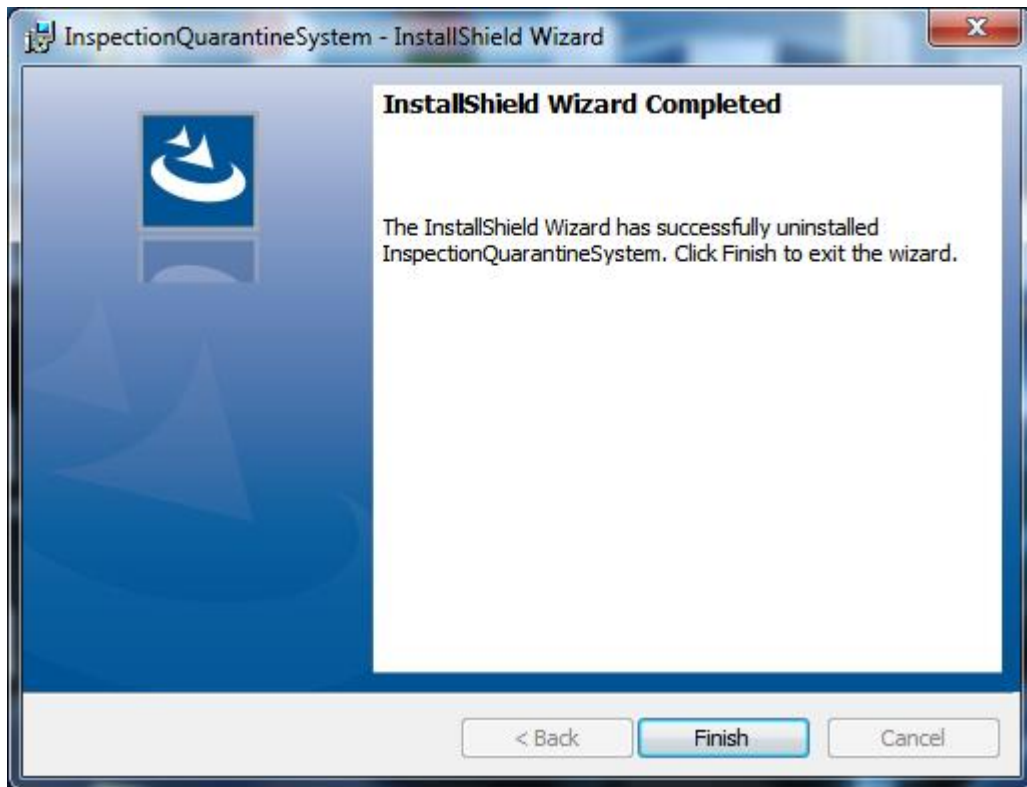 InspectionQuarantineSystem - InstallShield Wizard
InstallShield Wizard Completed
The InstallShield Wizard has successfully uninstalled
InspectionQuarantineSystem. Click Finish to exit the wizard.
< Back
Finish
Cancel